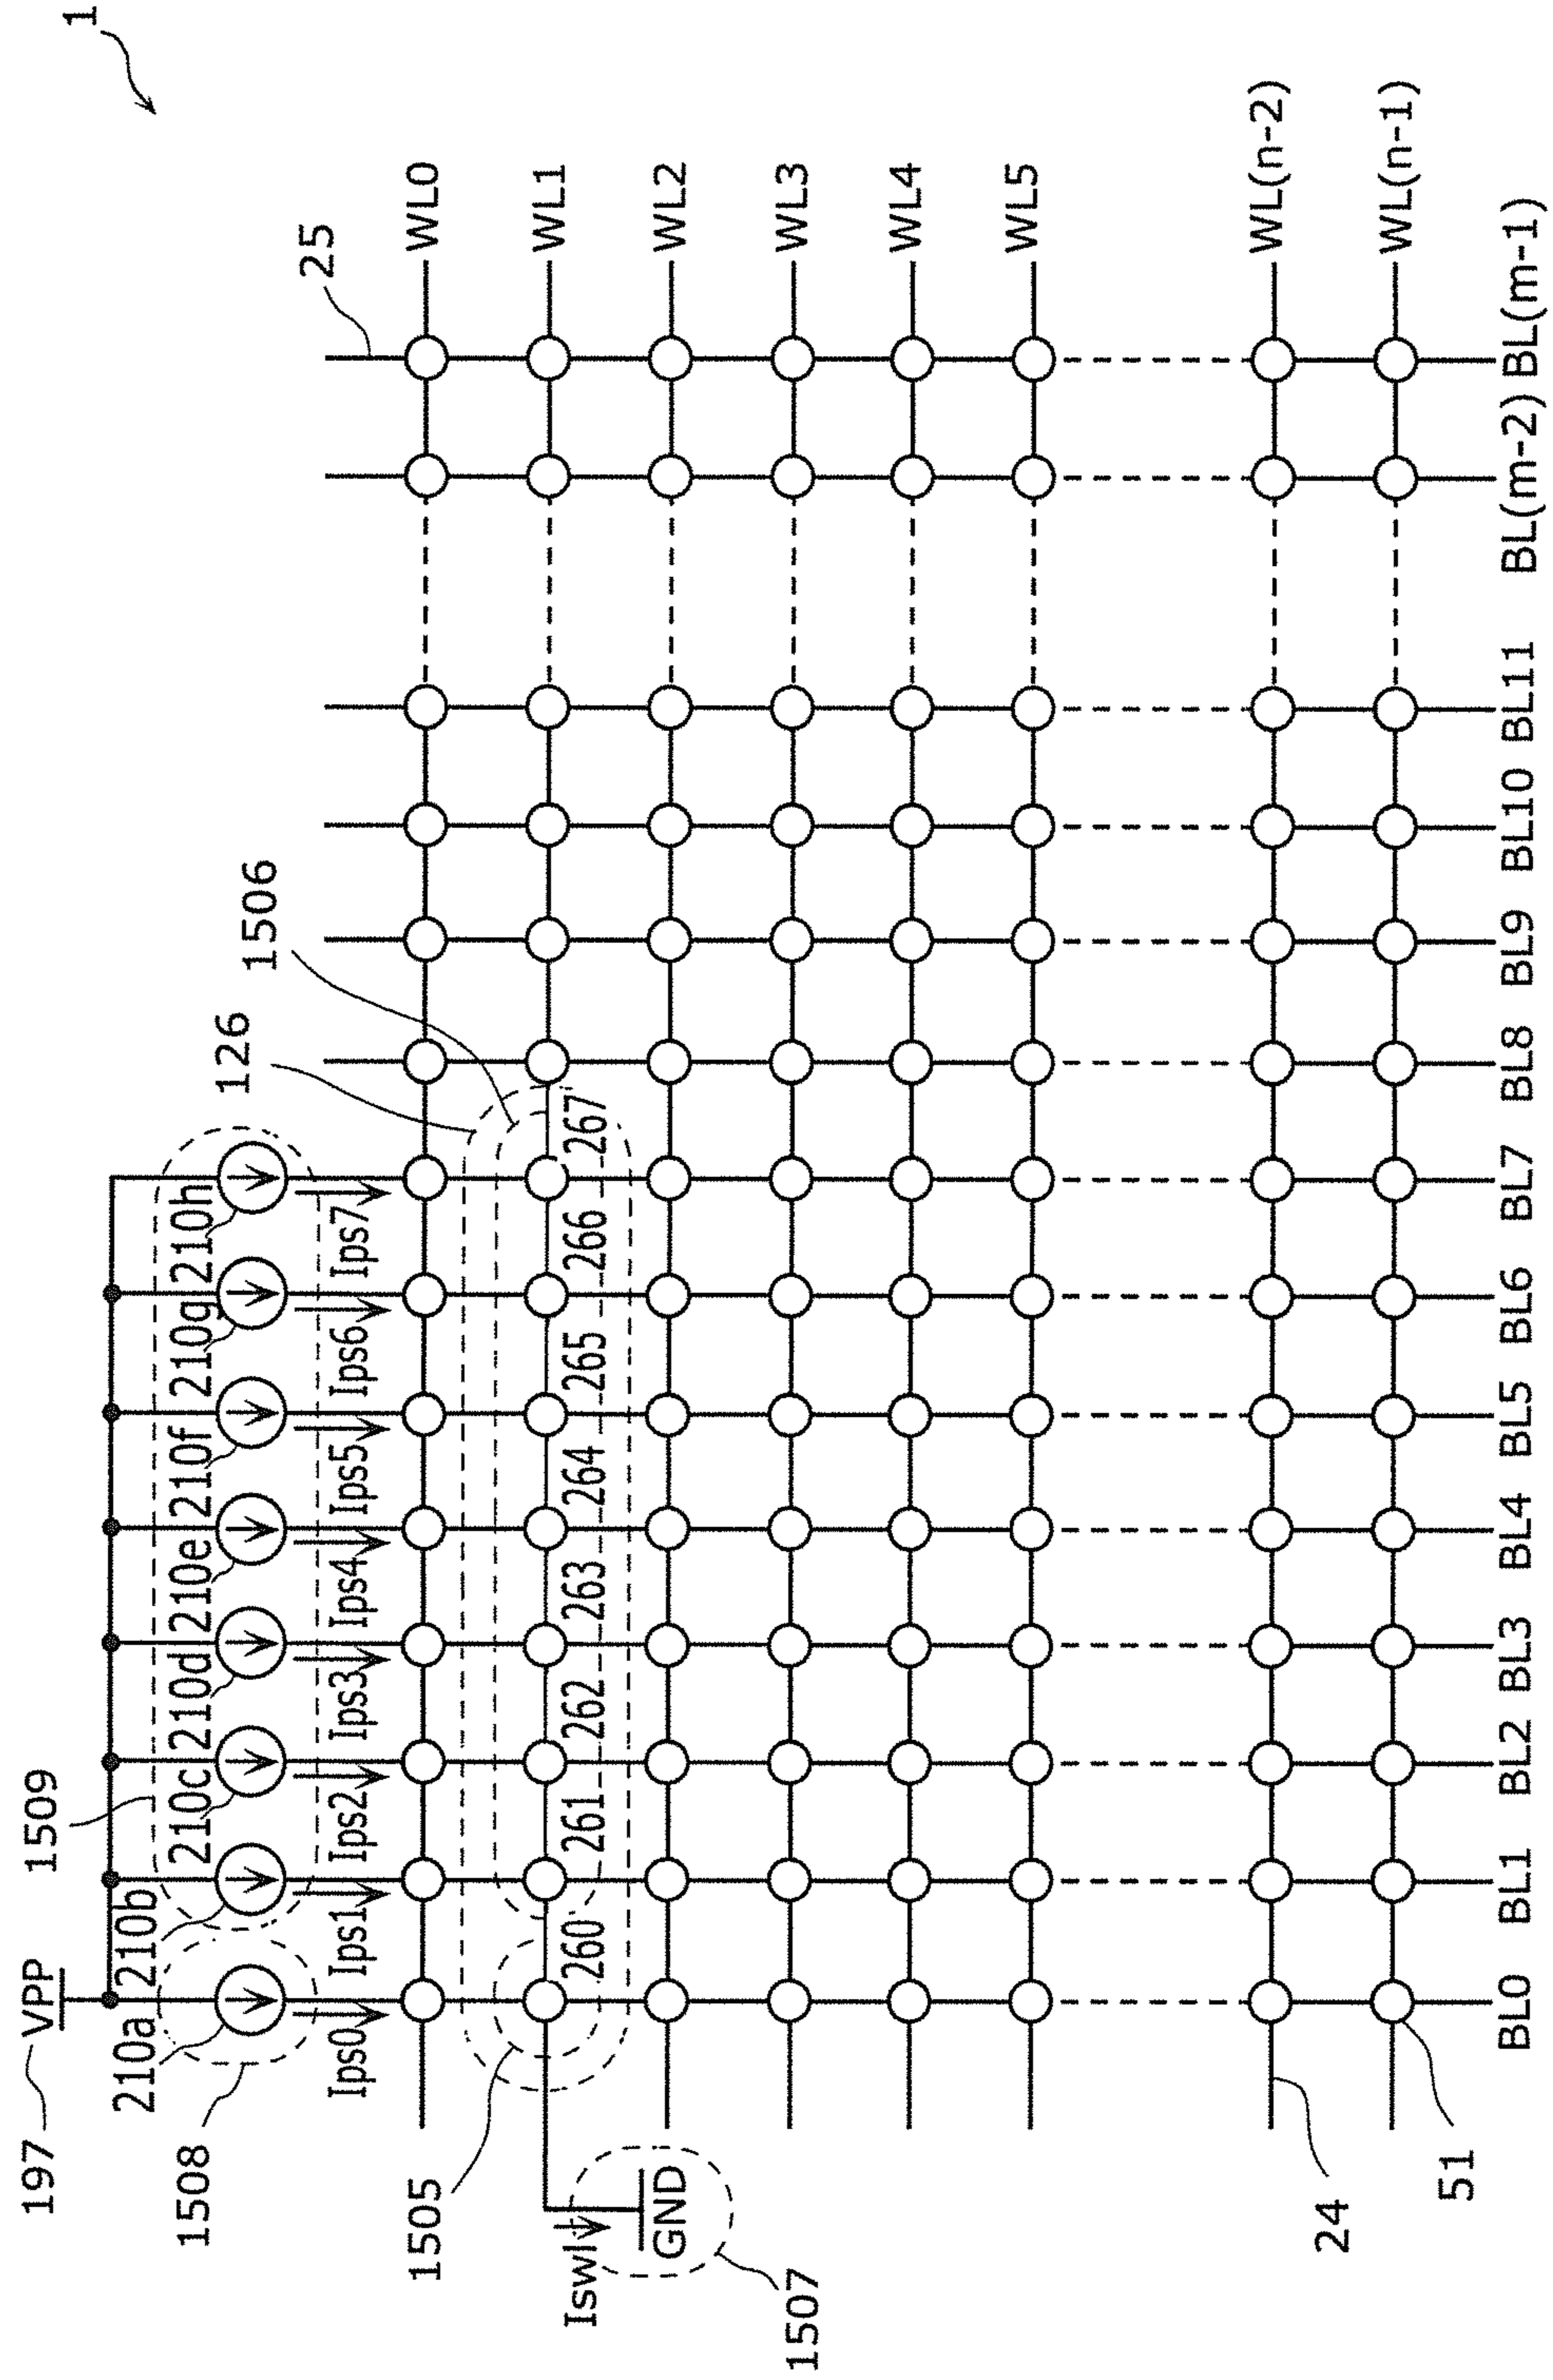 1
197
VPP
1509
1508
210a
210b
210c
210d
210e
210f
210g
210h
126
1506
25
Ips0
Ips1
Ips2
Ips3
Ips4
Ips5
Ips6
Ips7
WL0
1505
260
261
262
263
264
265
266
267
WL1
Iswl
GND
1507
WL2
WL3
WL4
WL5
24
WL(n-2)
51
WL(n-1)
BL0
BL1
BL2
BL3
BL4
BL5
BL6
BL7
BL8
BL9
BL10
BL11
BL(m-2)
BL(m-1)